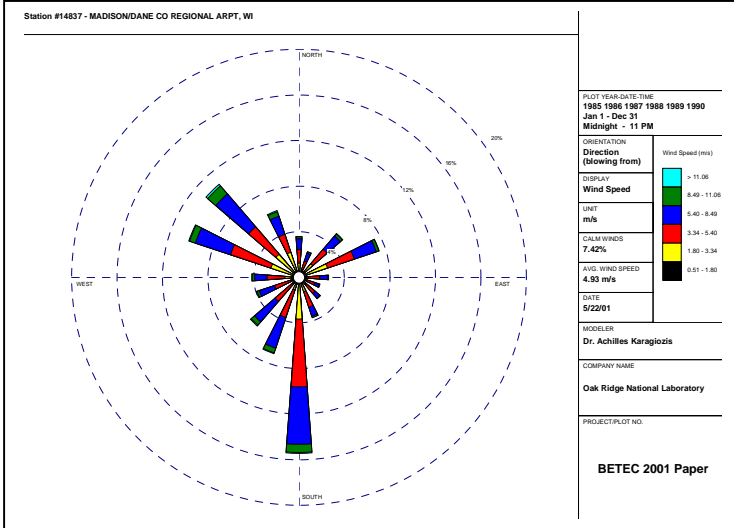 Station #14837 - MADISON/DANE CO REGIONAL ARPT, WI
NORTH
20%
16%
12%
8%
4%
WEST
EAST
SOUTH
PLOT YEAR-DATE-TIME
1985 1986 1987 1988 1989 1990
Jan 1 - Dec 31
Midnight - 11 PM
ORIENTATION
Direction
(blowing from)
DISPLAY
Wind Speed
UNIT
m/s
CALM WINDS
7.42%
AVG. WIND SPEED
4.93 m/s
DATE
5/22/01
Wind Speed (m/s)
> 11.06
8.49 - 11.06
5.40 - 8.49
3.34 - 5.40
1.80 - 3.34
0.51 - 1.80
MODELER
Dr. Achilles Karagiozis
COMPANY NAME
Oak Ridge National Laboratory
PROJECT/PLOT NO.
BETEC 2001 Paper